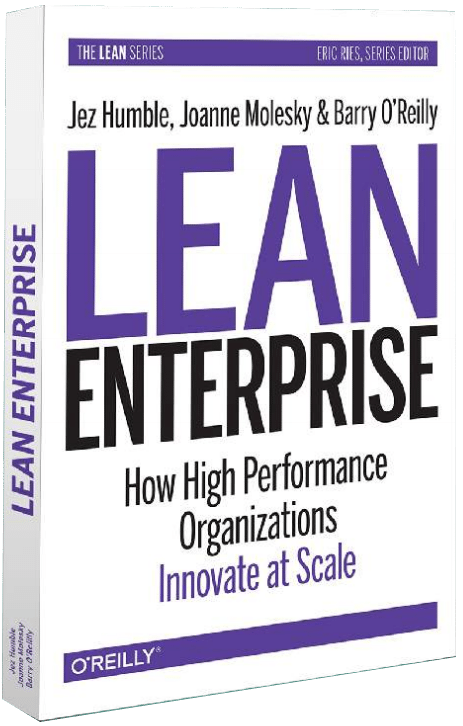 THE LEAN SERIES
ERIC RIES, SERIES EDITOR
Jez Humble, Joanne Molesky & Barry O'Reilly
LEAN
ENTERPRISE
How High Performance
Organizations
Innovate at Scale
O'REILLY®
LEAN ENTERPRISE
Jez Humble
Joanne Molesky
Barry O'Reilly